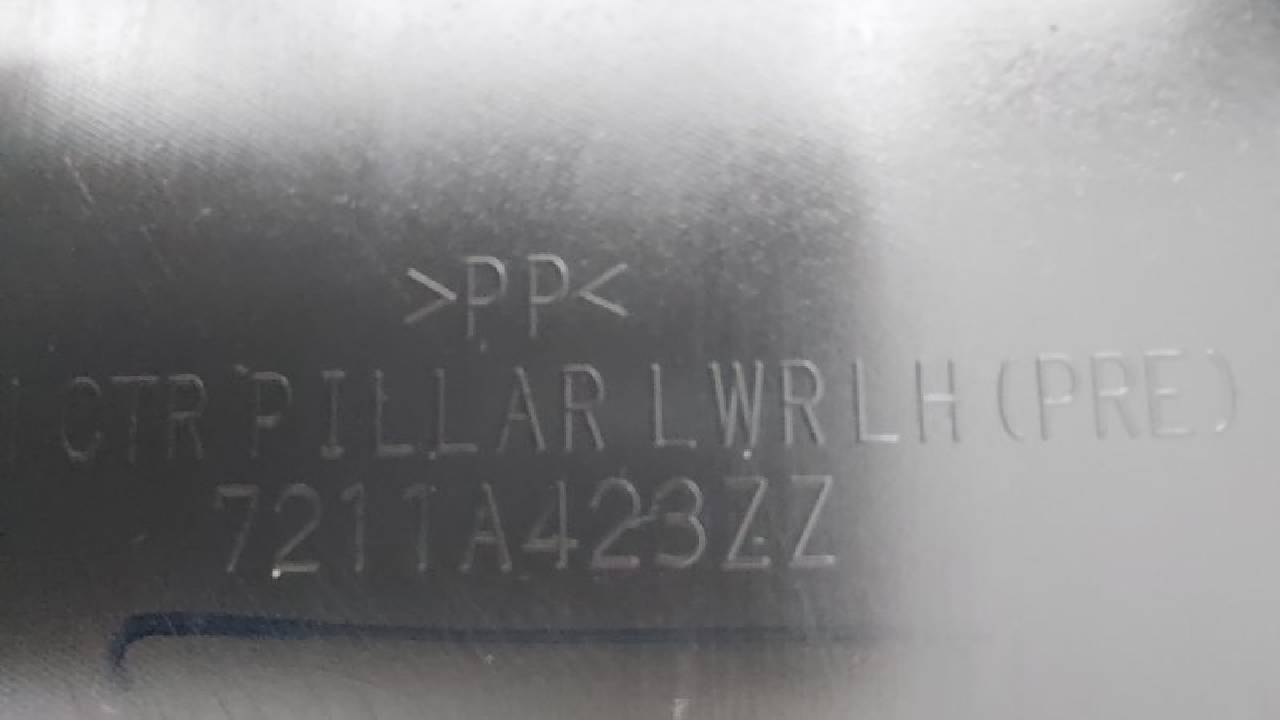 >PP<
CTR PILLAR LWR LH (PRE)
7211A423ZZ